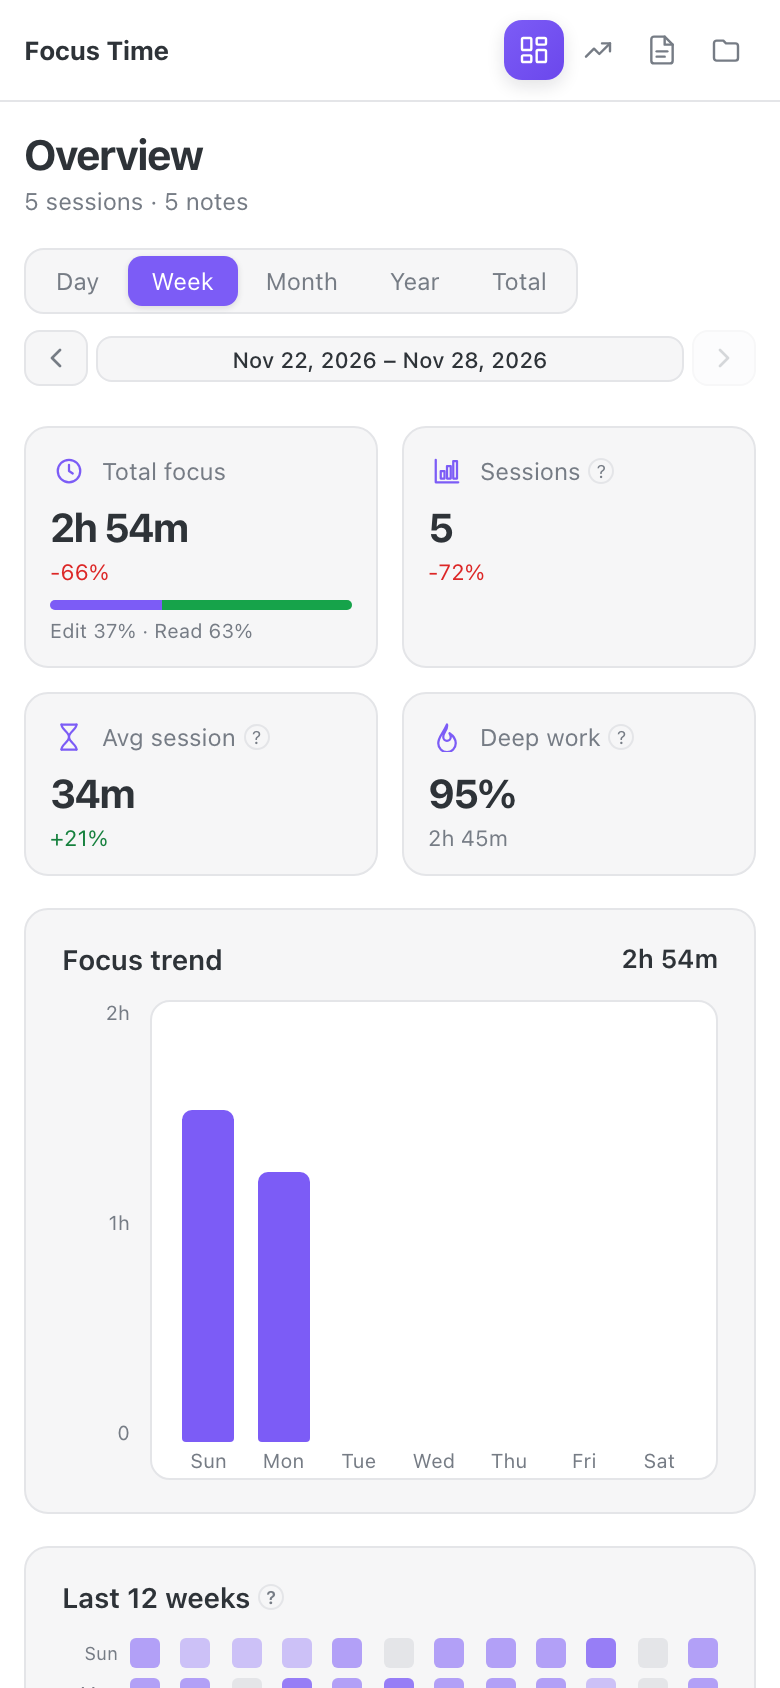 Focus Time
Overview
5 sessions · 5 notes
Day Week Month Year Total
Nov 22, 2026 – Nov 28, 2026
Total focus
2h 54m
-66%
Edit 37% · Read 63%
Sessions ?
5
-72%
Avg session ?
34m
+21%
Deep work ?
95%
2h 45m
Focus trend 2h 54m
2h
1h
0
Sun Mon Tue Wed Thu Fri Sat
Last 12 weeks ?
Sun